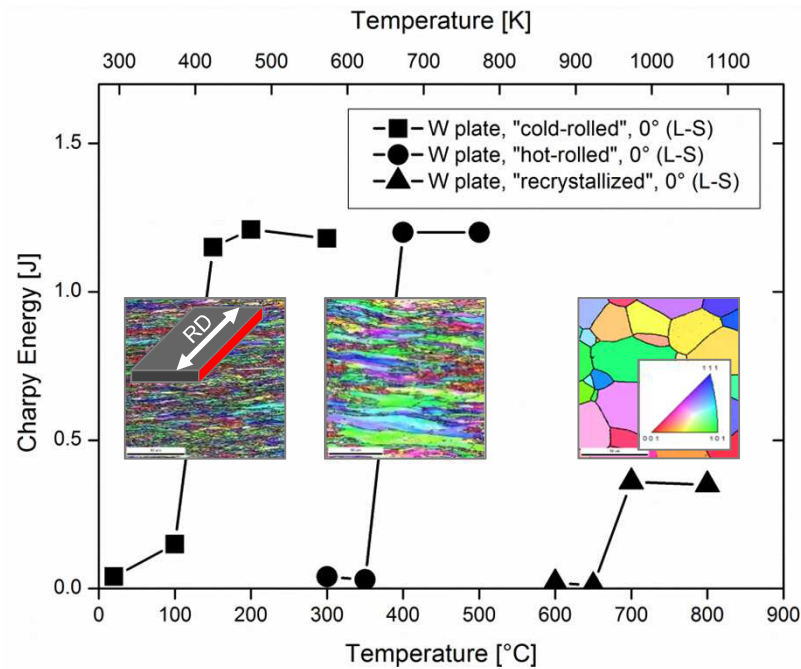 Temperature [K]
300 400 500 600 700 800 900 1000 1100
W plate, "cold-rolled", 0° (L-S)
W plate, "hot-rolled", 0° (L-S)
W plate, "recrystallized", 0° (L-S)
Charpy Energy [J]
1.5
1.0
0.5
0.0
RD
111
001
101
0 100 200 300 400 500 600 700 800 900
Temperature [°C]